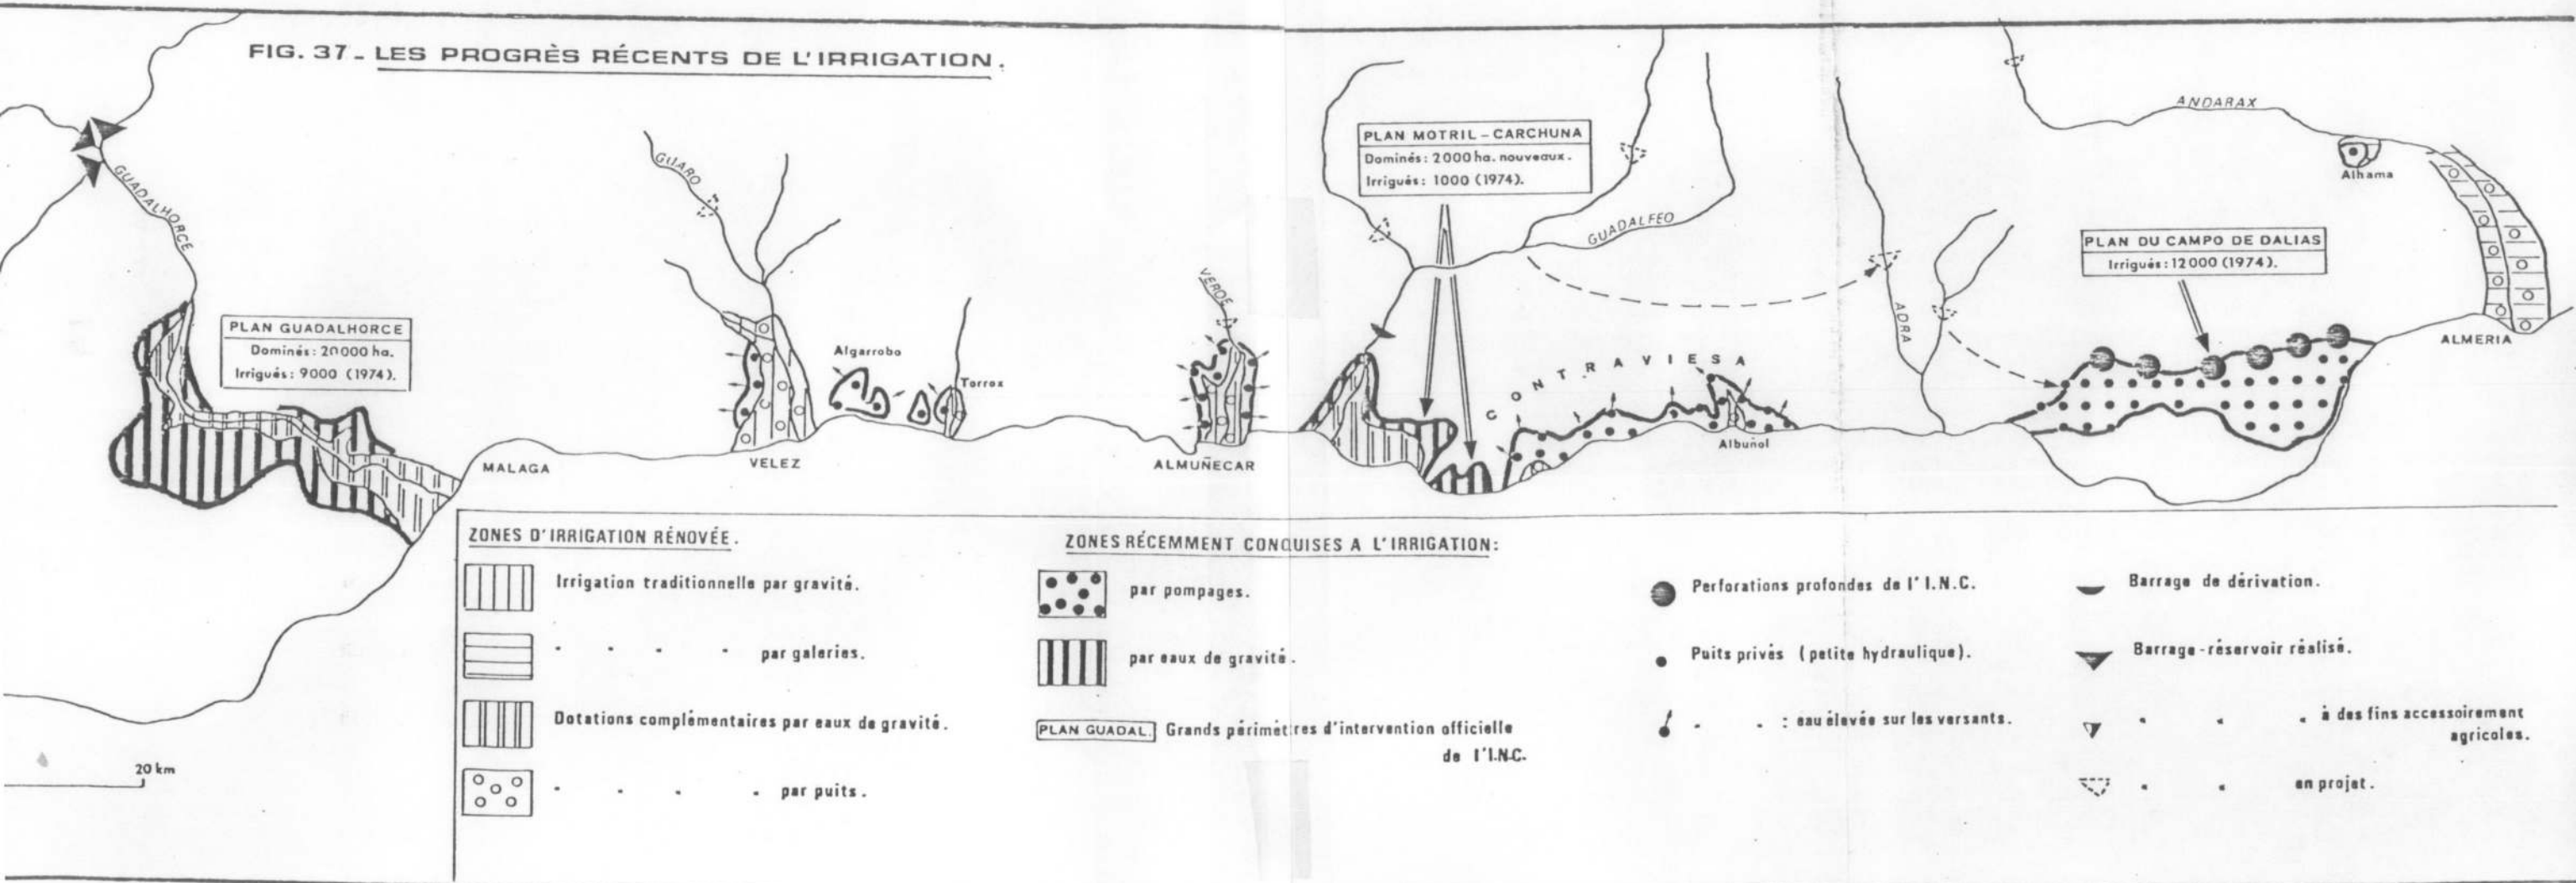 FIG. 37 - LES PROGRÈS RÉCENTS DE L'IRRIGATION.
GUADALHORCE
PLAN GUADALHORCE
Dominés: 20000 ha.
Irrigués: 9000 (1974).
MALAGA
GUARO
VELEZ
Algarrobo
Torrox
VERDE
ALMUÑECAR
PLAN MOTRIL - CARCHUNA
Dominés: 2000 ha. nouveaux.
Irrigués: 1000 (1974).
GUADALFEO
CONTRAVIESA
Albuñol
ADRA
PLAN DU CAMPO DE DALIAS
Irrigués: 12000 (1974).
ANDARAX
Alhama
ALMERIA
20 km
ZONES D'IRRIGATION RÉNOVÉE.
Irrigation traditionnelle par gravité.
- - - - par galeries.
Dotations complémentaires par eaux de gravité.
- - - - par puits.
ZONES RÉCEMMENT CONQUISES A L'IRRIGATION:
par pompages.
par eaux de gravité.
PLAN GUADAL. Grands périmètres d'intervention officielle
de l'I.N.C.
Perforations profondes de l'I.N.C.
Puits privés (petite hydraulique).
- - : eau élevée sur les versants.
Barrage de dérivation.
Barrage-réservoir réalisé.
- - - à des fins accessoirement
agricoles.
- - en projet.